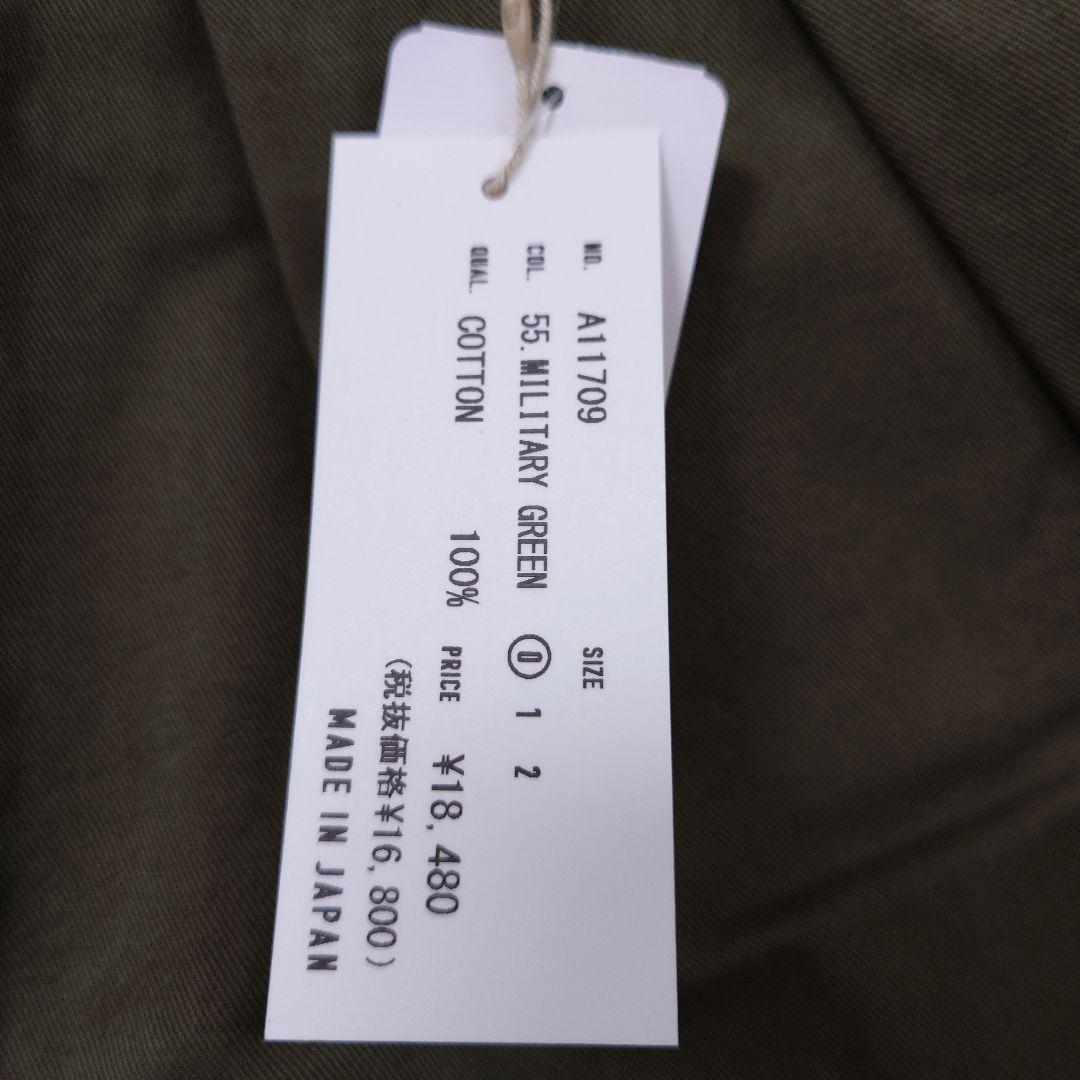 NO. A11709 SIZE
COL. 55.MILITARY GREEN 0 1 2
QUAL. COTTON 100%
PRICE ¥18,480
(税抜価格¥16,800)
MADE IN JAPAN